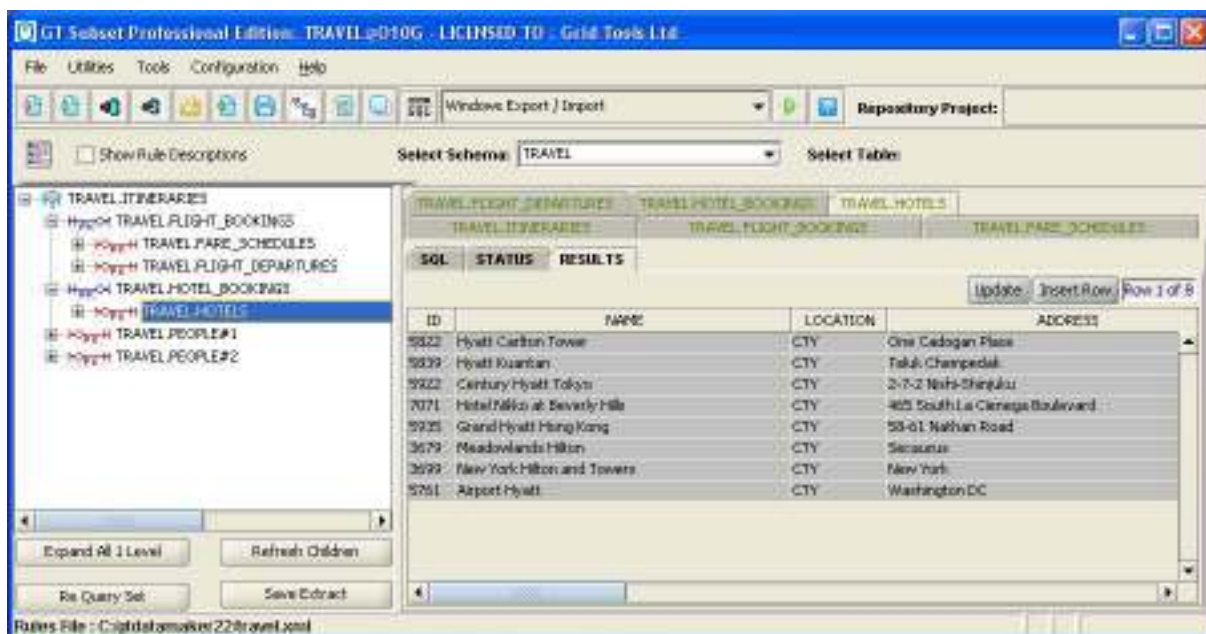 GT Subset Professional Edition: TRAVEL@D10G - LICENSED TO : Grid Tools Ltd
File Utilities Tools Configuration Help
Windows Export / Import Repository Project:
Show Rule Descriptions Select Schema: TRAVEL Select Table:
TRAVEL.ITINERARIES
TRAVEL.FLIGHT_BOOKINGS
TRAVEL.FARE_SCHEDULES
TRAVEL.FLIGHT_DEPARTURES
TRAVEL.HOTEL_BOOKINGS
TRAVEL.HOTELS
TRAVEL.PEOPLE#1
TRAVEL.PEOPLE#2
TRAVEL.FLIGHT_DEPARTURES TRAVEL.HOTEL_BOOKINGS TRAVEL.HOTELS
TRAVEL.ITINERARIES TRAVEL.FLIGHT_BOOKINGS TRAVEL.FARE_SCHEDULES
SQL STATUS RESULTS
Update Insert Row Row 1 of 8
ID NAME LOCATION ADDRESS
5822 Hyatt Carlton Tower CTY One Cadogan Place
5839 Hyatt Kuantan CTY Teluk Chempedak
5922 Century Hyatt Tokyo CTY 2-7-2 Nishi-Shinjuku
7071 Hotel Nikko at Beverly Hills CTY 465 South La Cienega Boulevard
5935 Grand Hyatt Hong Kong CTY 58-61 Nathan Road
3679 Meadowlands Hilton CTY Secaucus
3699 New York Hilton and Towers CTY New York
5761 Airport Hyatt CTY Washington DC
Expand All 1 Level Refresh Children
Re Query Set Save Extract
Rules File : C:\gtdatamaker22\travel.xml